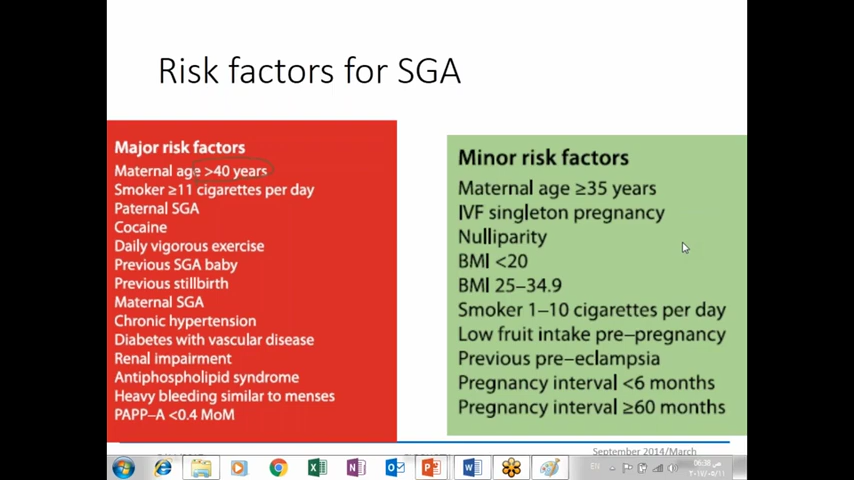 Risk factors for SGA
Major risk factors
Maternal age >40 years
Smoker ≥11 cigarettes per day
Paternal SGA
Cocaine
Daily vigorous exercise
Previous SGA baby
Previous stillbirth
Maternal SGA
Chronic hypertension
Diabetes with vascular disease
Renal impairment
Antiphospholipid syndrome
Heavy bleeding similar to menses
PAPP–A <0.4 MoM
Minor risk factors
Maternal age ≥35 years
IVF singleton pregnancy
Nulliparity
BMI <20
BMI 25–34.9
Smoker 1–10 cigarettes per day
Low fruit intake pre–pregnancy
Previous pre–eclampsia
Pregnancy interval <6 months
Pregnancy interval ≥60 months
September 2014/March
EN
06:38 ص